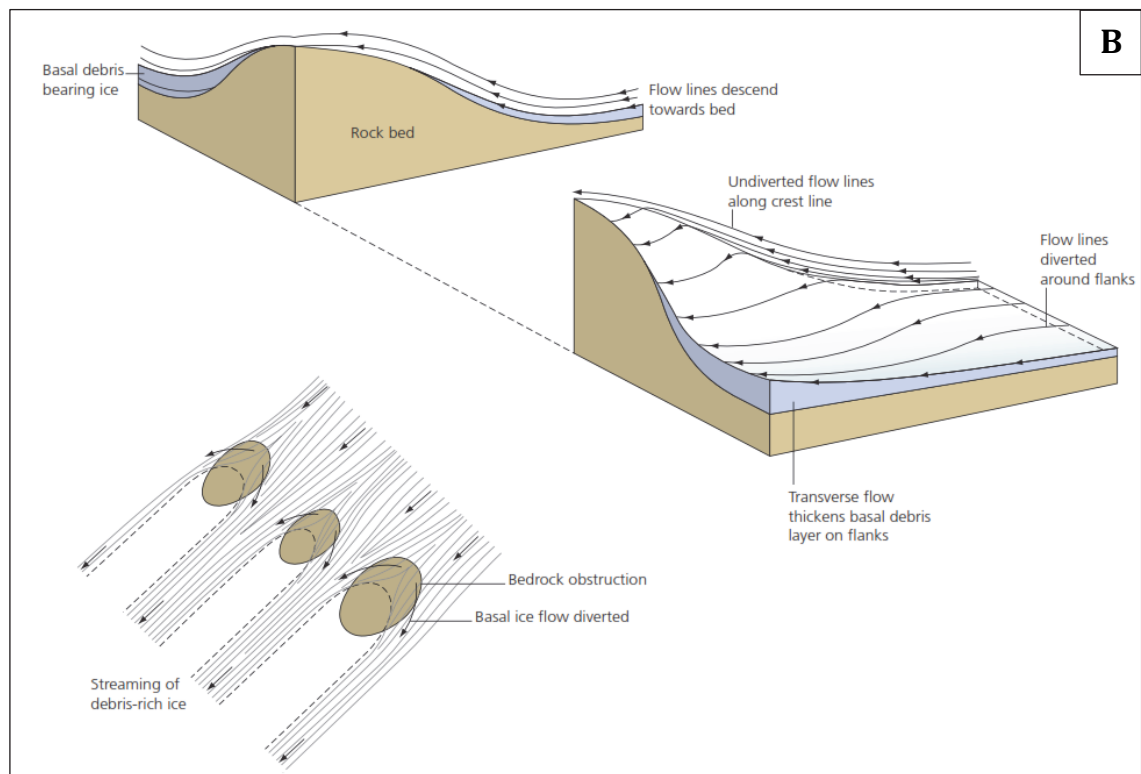 B
Basal debris
bearing ice
Rock bed
Flow lines descend
towards bed
Undiverted flow lines
along crest line
Flow lines
diverted
around flanks
Transverse flow
thickens basal debris
layer on flanks
Bedrock obstruction
Basal ice flow diverted
Streaming of
debris-rich ice